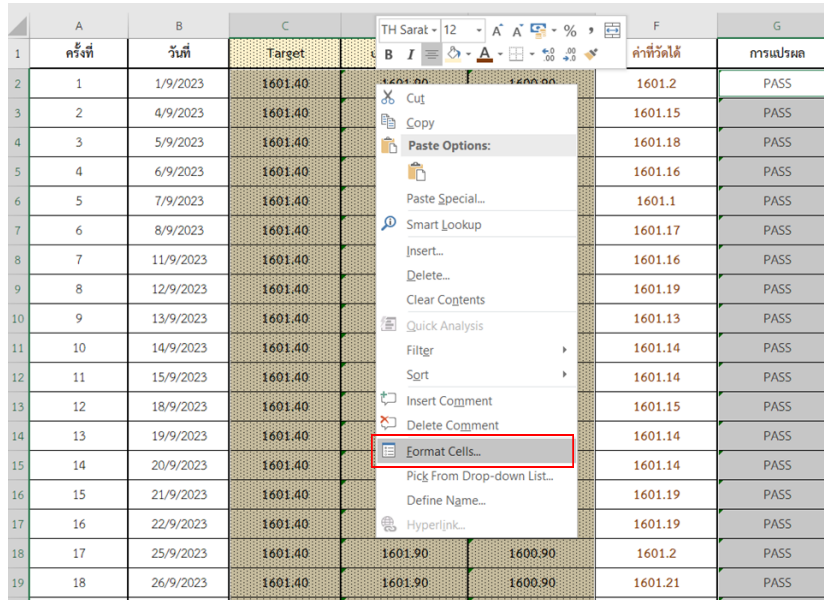 A B C F G
TH Sarat 12 A A % ,
B I A .00 .00
1 ครั้งที่ วันที่ Target ค่าที่วัดได้ การแปรผล
2 1 1/9/2023 1601.40 1601.90 1600.90 1601.2 PASS
Cut
3 2 4/9/2023 1601.40 1601.15 PASS
Copy
4 3 5/9/2023 1601.40 Paste Options: 1601.18 PASS
5 4 6/9/2023 1601.40 1601.16 PASS
6 5 7/9/2023 1601.40 Paste Special... 1601.1 PASS
7 6 8/9/2023 1601.40 Smart Lookup 1601.17 PASS
8 7 11/9/2023 1601.40 Insert... 1601.16 PASS
9 8 12/9/2023 1601.40 Delete... 1601.19 PASS
Clear Contents
10 9 13/9/2023 1601.40 1601.13 PASS
Quick Analysis
11 10 14/9/2023 1601.40 Filter 1601.14 PASS
12 11 15/9/2023 1601.40 Sort 1601.14 PASS
13 12 18/9/2023 1601.40 Insert Comment 1601.15 PASS
Delete Comment
14 13 19/9/2023 1601.40 1601.14 PASS
Format Cells...
15 14 20/9/2023 1601.40 1601.14 PASS
Pick From Drop-down List...
16 15 21/9/2023 1601.40 Define Name... 1601.19 PASS
17 16 22/9/2023 1601.40 Hyperlink... 1601.19 PASS
18 17 25/9/2023 1601.40 1601.90 1600.90 1601.2 PASS
19 18 26/9/2023 1601.40 1601.90 1600.90 1601.21 PASS